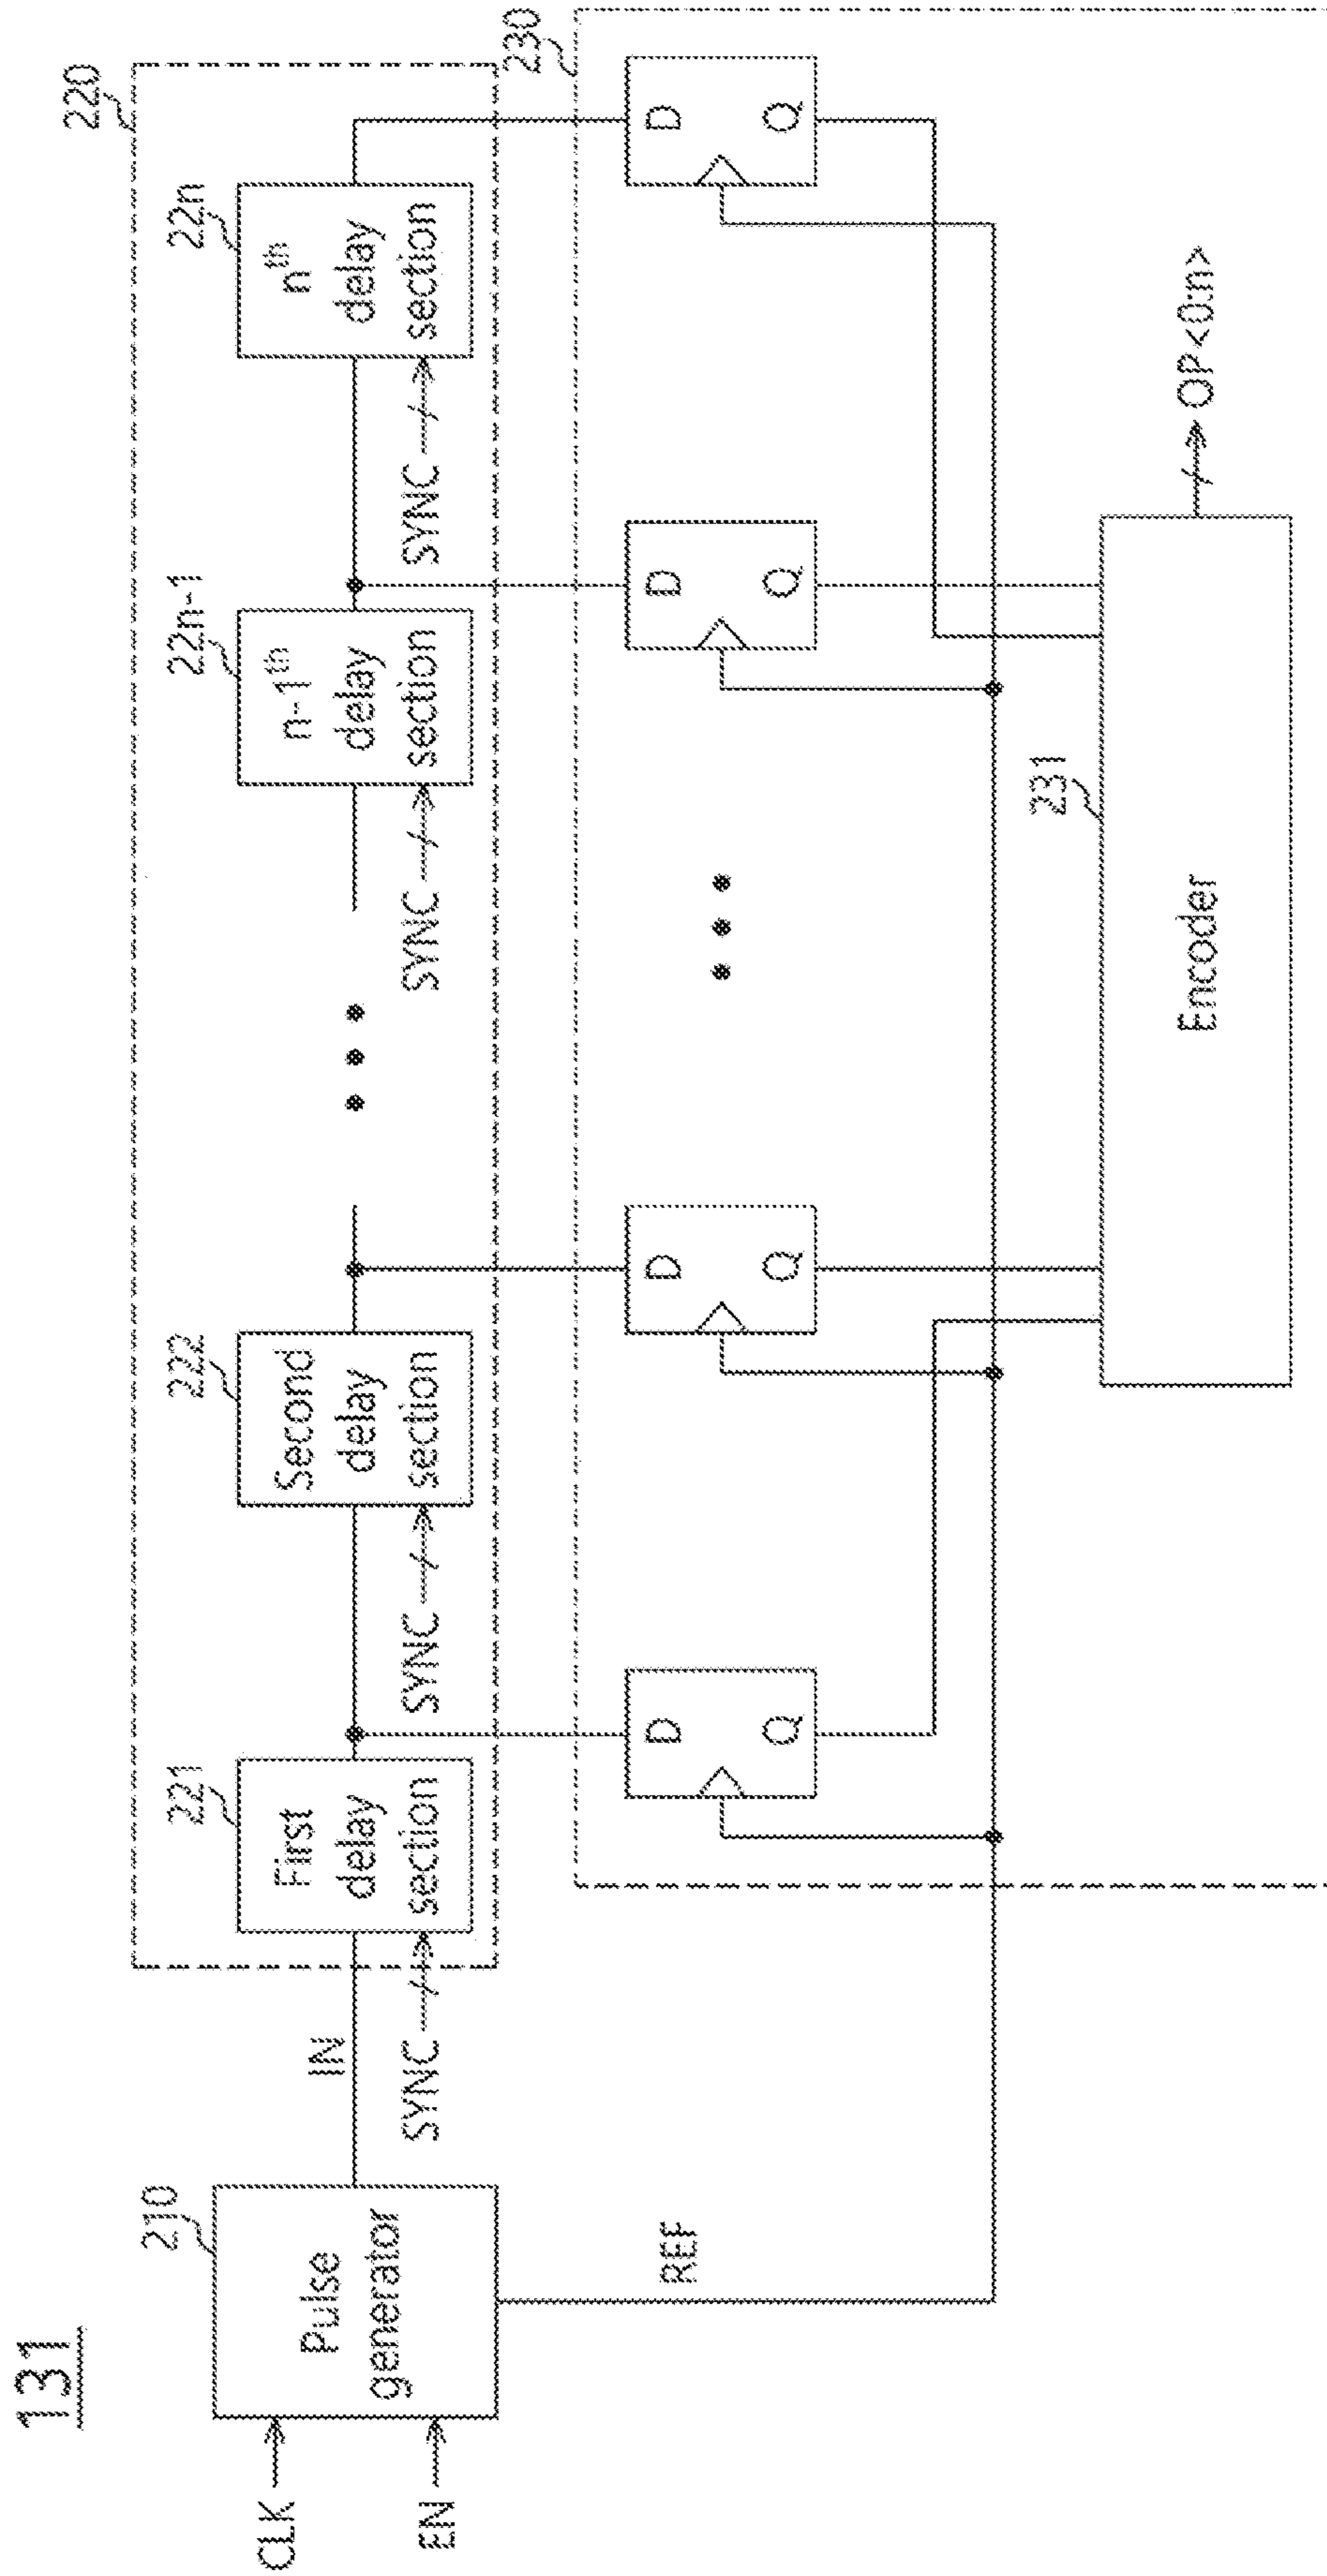 131
220
210
221
222
22n-1
22n
CLK
EN
Pulse
generator
IN
First
delay
section
Second
delay
section
n-1th
delay
section
nth
delay
section
SYNC
SYNC
SYNC
SYNC
230
REF
D
Q
D
Q
D
Q
D
Q
231
Encoder
OP<0:n>